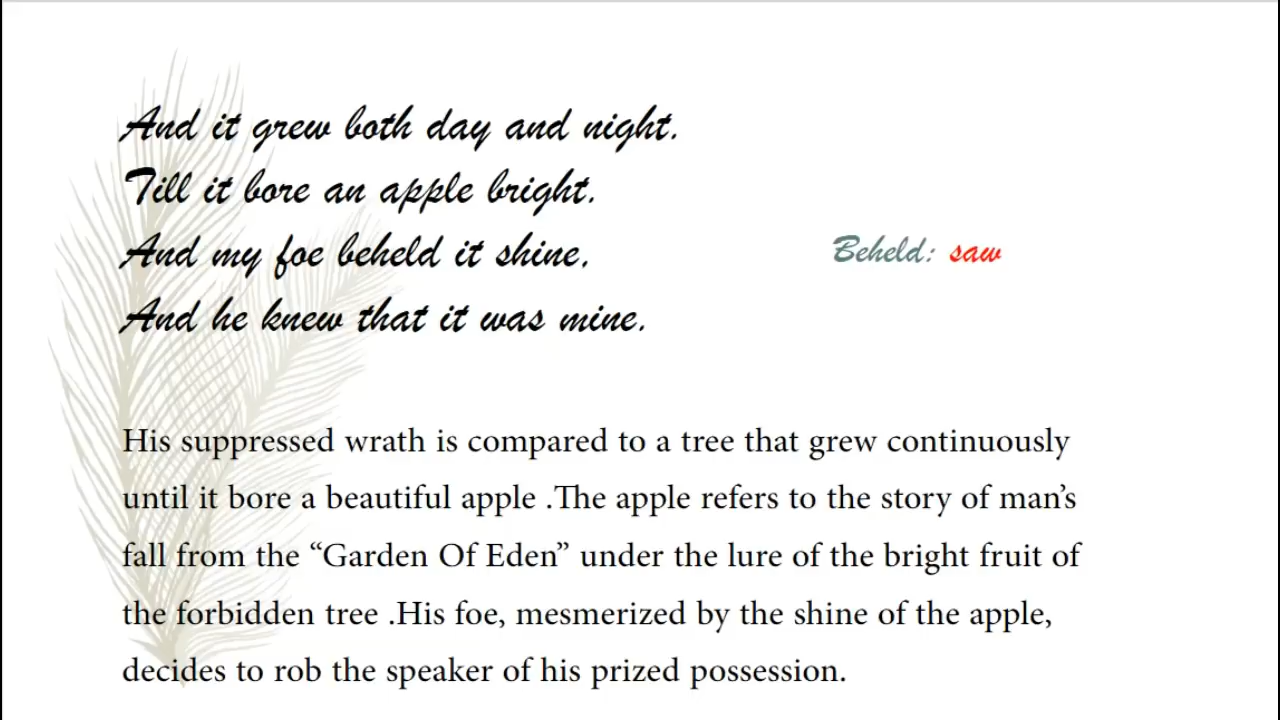 And it grew both day and night.
Till it bore an apple bright.
And my foe beheld it shine.
Beheld: saw
And he knew that it was mine.
His suppressed wrath is compared to a tree that grew continuously
until it bore a beautiful apple .The apple refers to the story of man’s
fall from the “Garden Of Eden” under the lure of the bright fruit of
the forbidden tree .His foe, mesmerized by the shine of the apple,
decides to rob the speaker of his prized possession.